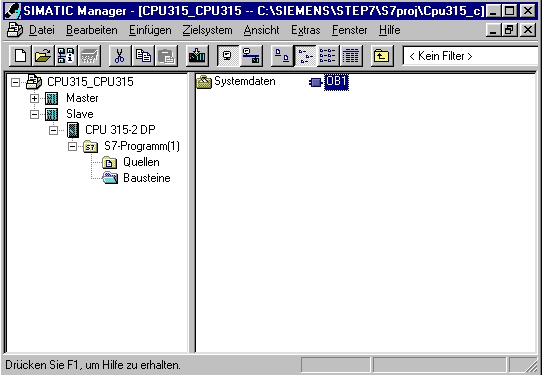 SIMATIC Manager - [CPU315_CPU315 -- C:\SIEMENS\STEP7\S7proj\Cpu315_c]
Datei Bearbeiten Einfügen Zielsystem Ansicht Extras Fenster Hilfe
< Kein Filter >
CPU315_CPU315
Master
Slave
CPU 315-2 DP
S7-Programm(1)
Quellen
Bausteine
Systemdaten
OB1
Drücken Sie F1, um Hilfe zu erhalten.